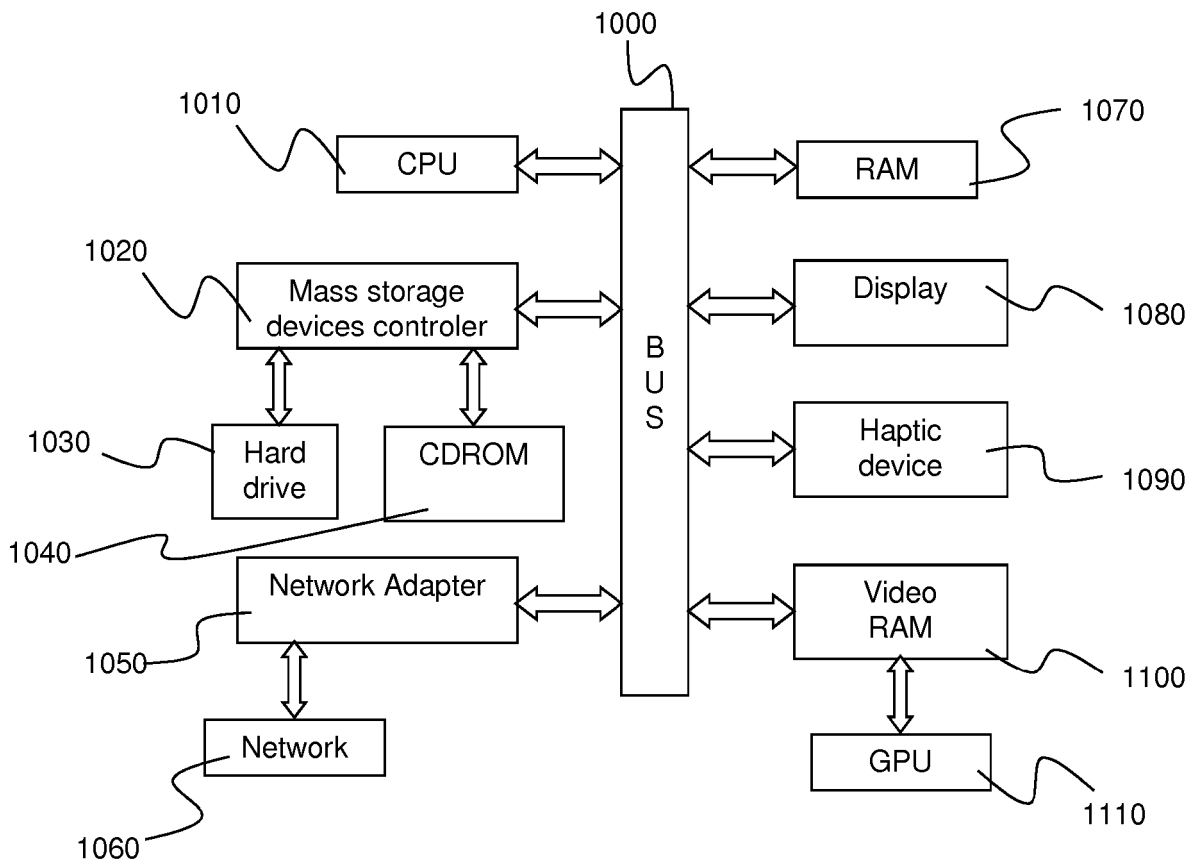 1000
1010
CPU
1070
RAM
1020
Mass storage
devices controler
Display
1080
B
U
S
1030
Hard
drive
CDROM
Haptic
device
1090
1040
Network Adapter
1050
Video
RAM
1100
Network
1060
GPU
1110